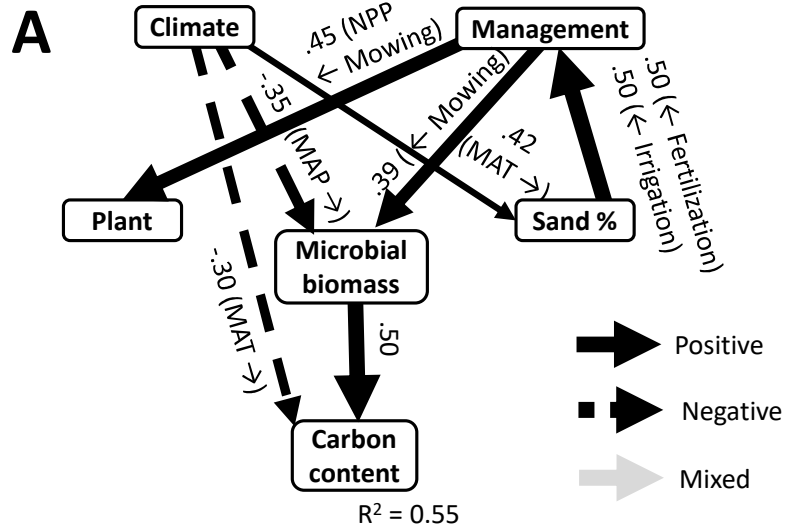 A
Climate
Management
.45 (NPP
← Mowing)
-.35 (MAP →)
.39 (← Mowing)
.42
(MAT →)
.50 (← Fertilization)
.50 (← Irrigation)
Plant
Sand %
Microbial
biomass
-.30 (MAT →)
.50
Positive
Negative
Mixed
Carbon
content
R² = 0.55